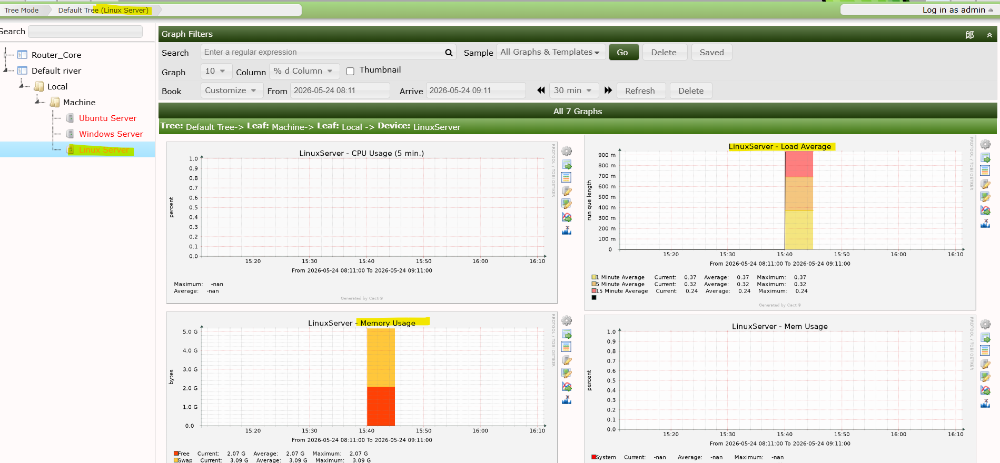 Tree Mode
Default Tree (Linux Server)
Log in as admin
Search
Router_Core
Default river
Local
Machine
Ubuntu Server
Windows Server
Linux Server
Graph Filters
Search Enter a regular expression Sample All Graphs & Templates Go Delete Saved
Graph 10 Column % d Column Thumbnail
Book Customize From 2026-05-24 08:11 Arrive 2026-05-24 09:11 30 min Refresh Delete
All 7 Graphs
Tree: Default Tree-> Leaf: Machine-> Leaf: Local -> Device: LinuxServer
LinuxServer - CPU Usage (5 min.)
RRDTOOL / TOBI OETIKER
percent
1.0
0.9
0.8
0.7
0.6
0.5
0.4
0.3
0.2
0.1
0.0
15:20 15:30 15:40 15:50 16:00 16:10
From 2026-05-24 08:11:00 To 2026-05-24 09:11:00
Maximum: -nan
Average: -nan
Generated by Cacti®
LinuxServer - Load Average
RRDTOOL / TOBI OETIKER
run que length
900 m
800 m
700 m
600 m
500 m
400 m
300 m
200 m
100 m
0
15:20 15:30 15:40 15:50 16:00 16:10
From 2026-05-24 08:11:00 To 2026-05-24 09:11:00
1 Minute Average Current: 0.37 Average: 0.37 Maximum: 0.37
5 Minute Average Current: 0.32 Average: 0.32 Maximum: 0.32
15 Minute Average Current: 0.24 Average: 0.24 Maximum: 0.24
Generated by Cacti®
LinuxServer - Memory Usage
RRDTOOL / TOBI OETIKER
bytes
5.0 G
4.0 G
3.0 G
2.0 G
1.0 G
0.0
15:20 15:30 15:40 15:50 16:00 16:10
From 2026-05-24 08:11:00 To 2026-05-24 09:11:00
Free Current: 2.07 G Average: 2.07 G Maximum: 2.07 G
Swap Current: 3.09 G Average: 3.09 G Maximum: 3.09 G
LinuxServer - Mem Usage
RRDTOOL / TOBI OETIKER
percent
1.0
0.9
0.8
0.7
0.6
0.5
0.4
0.3
0.2
0.1
0.0
15:20 15:30 15:40 15:50 16:00 16:10
From 2026-05-24 08:11:00 To 2026-05-24 09:11:00
System Current: -nan Average: -nan Maximum: -nan